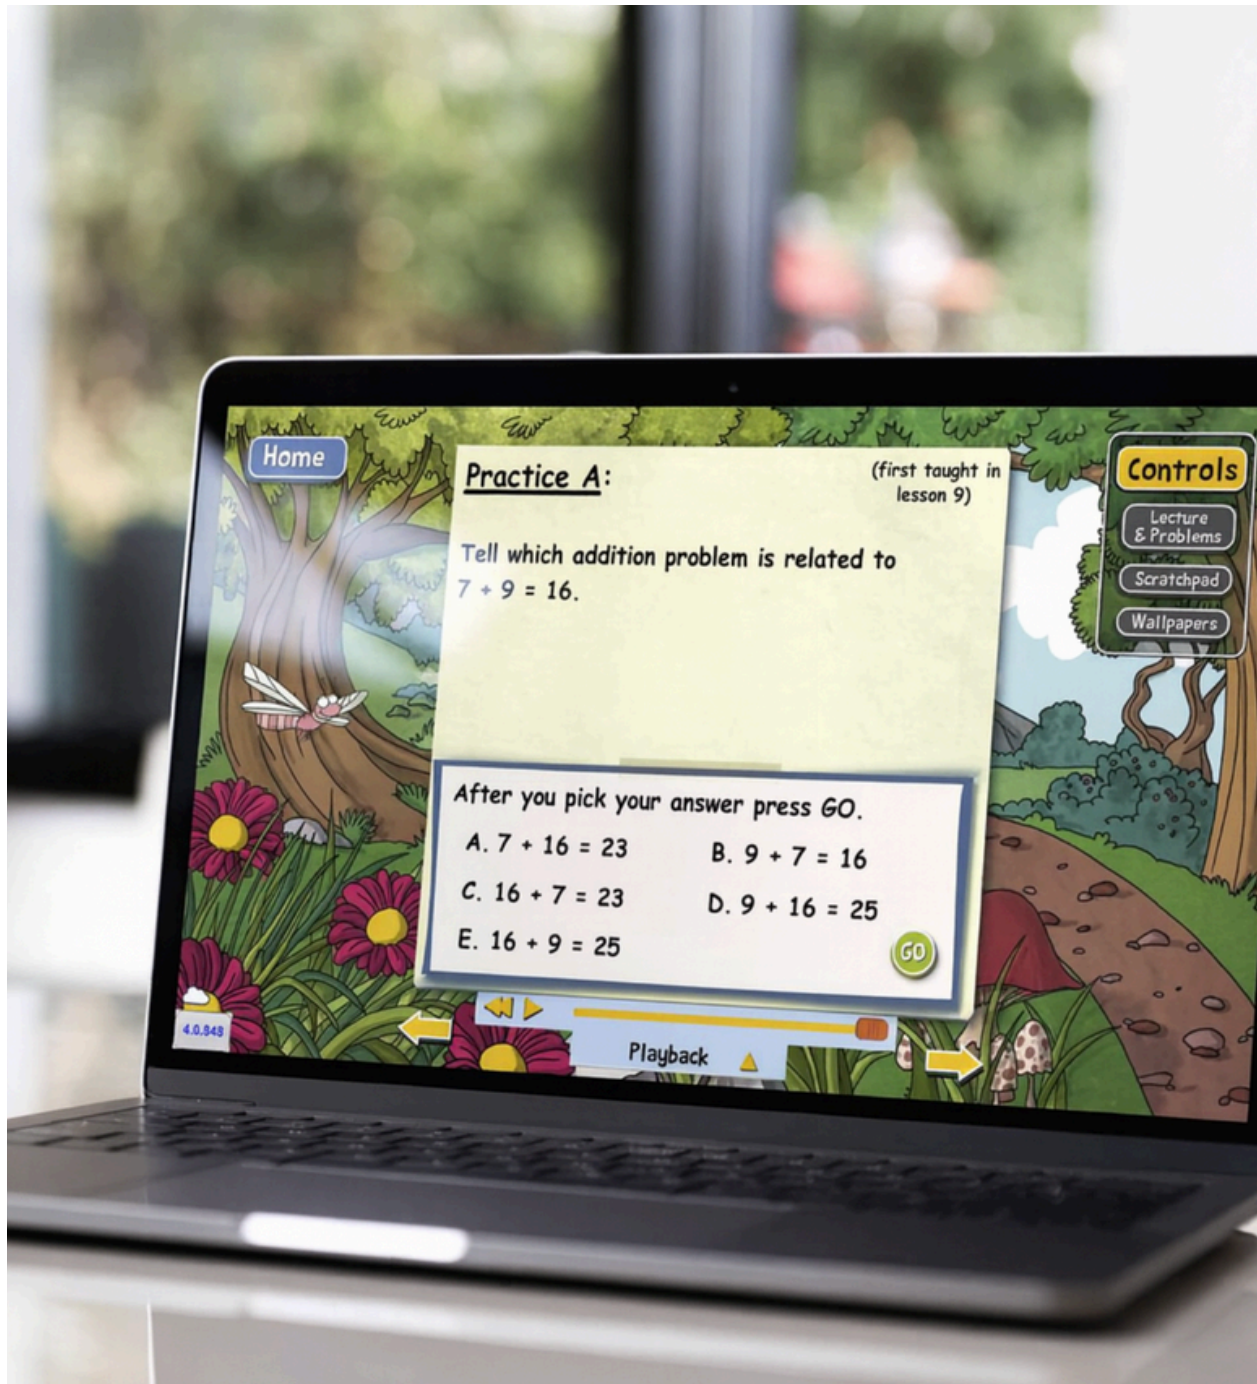 Home
Practice A:
(first taught in
lesson 9)
Tell which addition problem is related to
7 + 9 = 16.
Controls
Lecture
& Problems
Scratchpad
Wallpapers
After you pick your answer press GO.
A. 7 + 16 = 23
B. 9 + 7 = 16
C. 16 + 7 = 23
D. 9 + 16 = 25
E. 16 + 9 = 25
GO
4.0.848
Playback